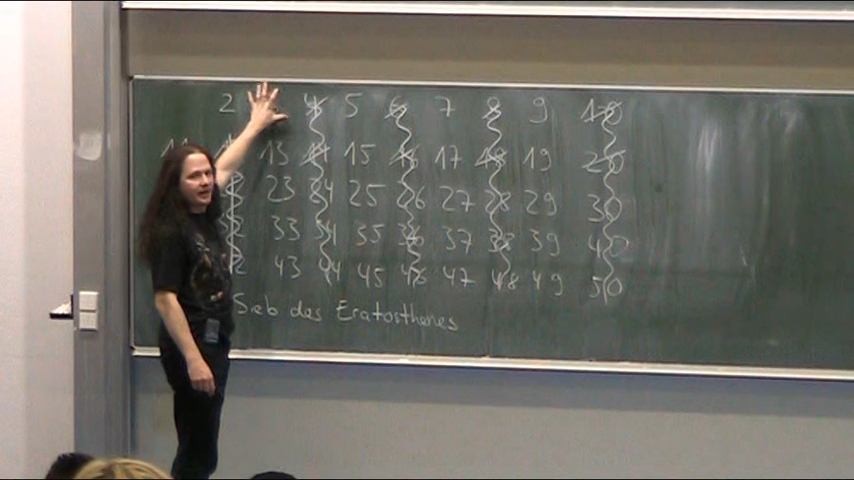 2 4 5 6 7 8 9 10
11 13 14 15 16 17 18 19 20
23 24 25 26 27 28 29 30
33 34 35 36 37 38 39 40
43 44 45 46 47 48 49 50
Sieb des Eratosthenes